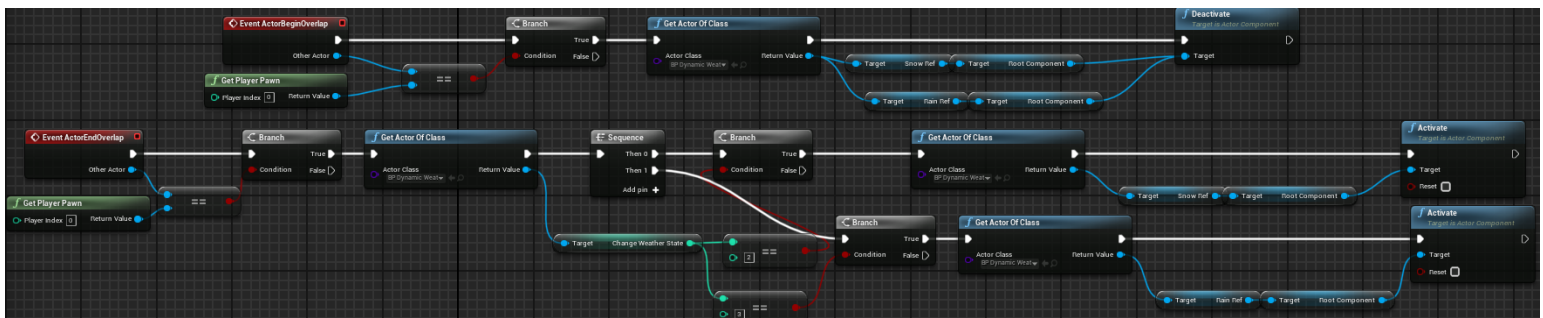 Event ActorBeginOverlap
Other Actor
Get Player Pawn
Player Index 0 Return Value
==
Branch
True
Condition False
Get Actor Of Class
Actor Class Return Value
BP Dynamic Weat
Target Snow Ref Target Root Component
Target Rain Ref Target Root Component
Deactivate
Target is Actor Component
Target
Event ActorEndOverlap
Other Actor
Get Player Pawn
Player Index 0 Return Value
==
Branch
True
Condition False
Get Actor Of Class
Actor Class Return Value
BP Dynamic Weat
Sequence
Then 0
Then 1
Add pin +
Target Change Weather State
2 ==
3 ==
Branch
True
Condition False
Get Actor Of Class
Actor Class Return Value
BP Dynamic Weat
Target Snow Ref Target Root Component
Activate
Target is Actor Component
Target
Reset
Branch
True
Condition False
Get Actor Of Class
Actor Class Return Value
BP Dynamic Weat
Target Rain Ref Target Root Component
Activate
Target is Actor Component
Target
Reset